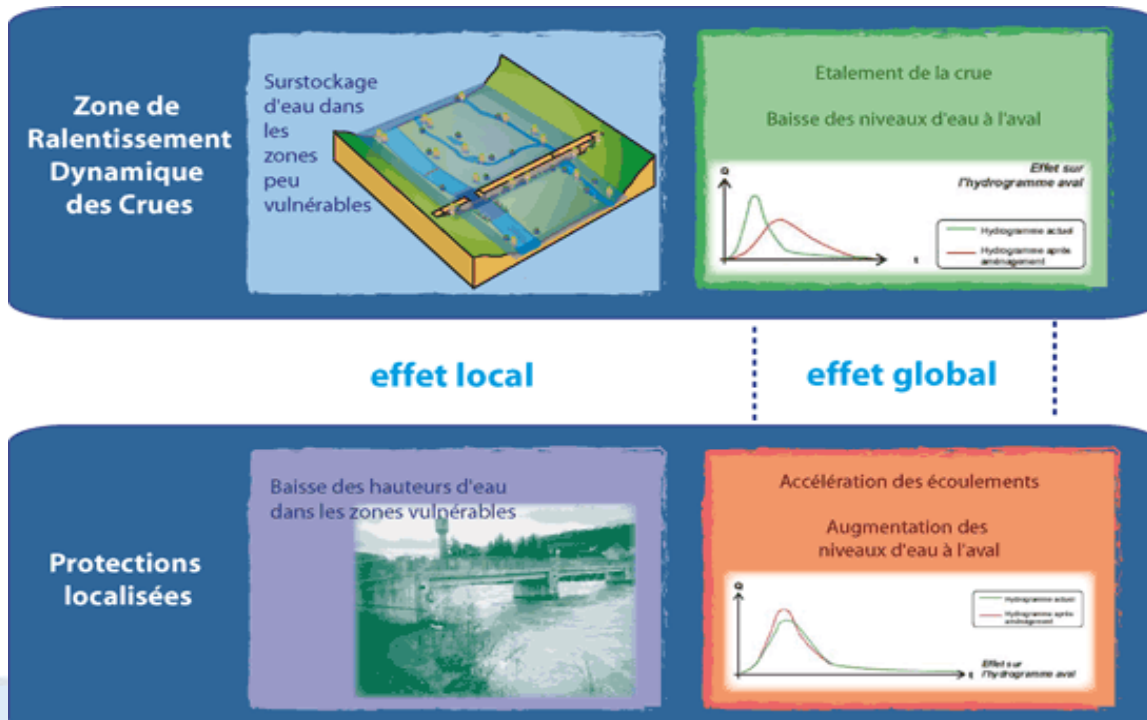 Zone de
Ralentissement
Dynamique
des Crues
Surstockage
d'eau dans
les
zones
peu
vulnérables
Etalement de la crue
Baisse des niveaux d'eau à l'aval
Q
Effet sur
l'hydrogramme aval
Hydrogramme actuel
Hydrogramme après
aménagement
t
effet local
effet global
Protections
localisées
Baisse des hauteurs d'eau
dans les zones vulnérables
Accélération des écoulements
Augmentation des
niveaux d'eau à l'aval
Q
Hydrogramme actuel
Hydrogramme après
aménagement
t
Effet sur
l'hydrogramme aval